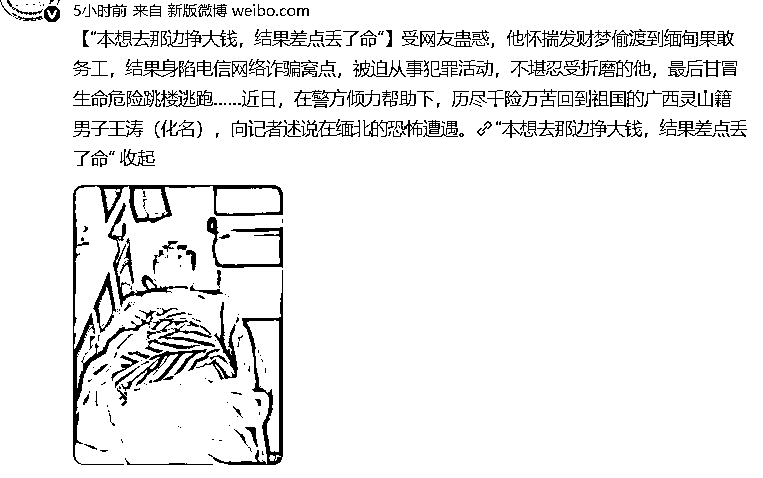 5小时前 来自 新版微博 weibo.com
【“本想去那边挣大钱，结果差点丢了命“】受网友蛊惑，他怀揣发财梦偷渡到缅甸果敢
务工，结果身陷电信网络诈骗窝点，被迫从事犯罪活动，不堪忍受折磨的他，最后甘冒
生命危险跳楼逃跑......近日，在警方倾力帮助下，历尽千险万苦回到祖国的广西灵山籍
男子王涛（化名），向记者述说在缅北的恐怖遭遇。“本想去那边挣大钱，结果差点丢
了命“ 收起